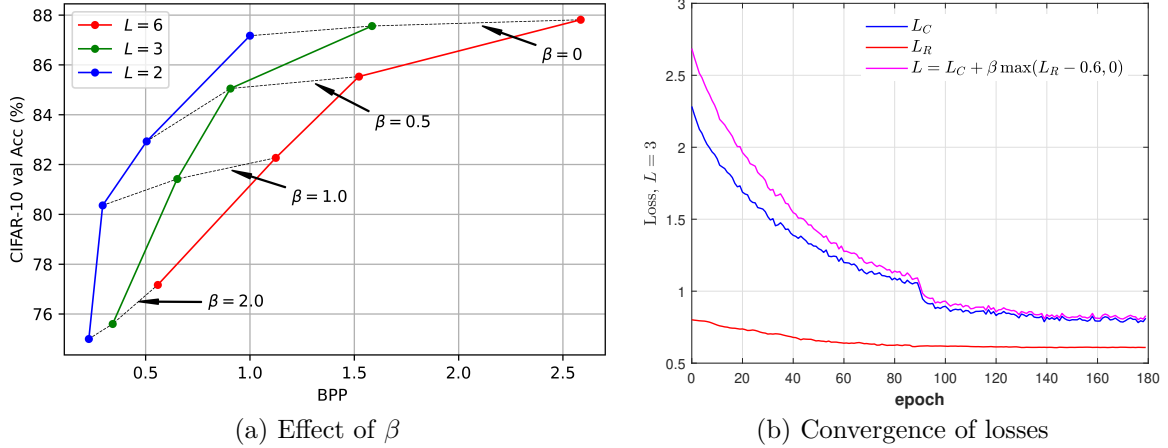 88
86
84
82
80
78
76
0.5
1.0
1.5
2.0
2.5
CIFAR-10 val Acc (%)
BPP
L = 6
L = 3
L = 2
β=0
β=0.5
β=1.0
β=2.0
(a) Effect of β
3
2.5
2
1.5
1
0.5
0
20
40
60
80
100
120
140
160
180
Loss, L = 3
epoch
L_C
L_R
L = L_C + β max(L_R − 0.6, 0)
(b) Convergence of losses